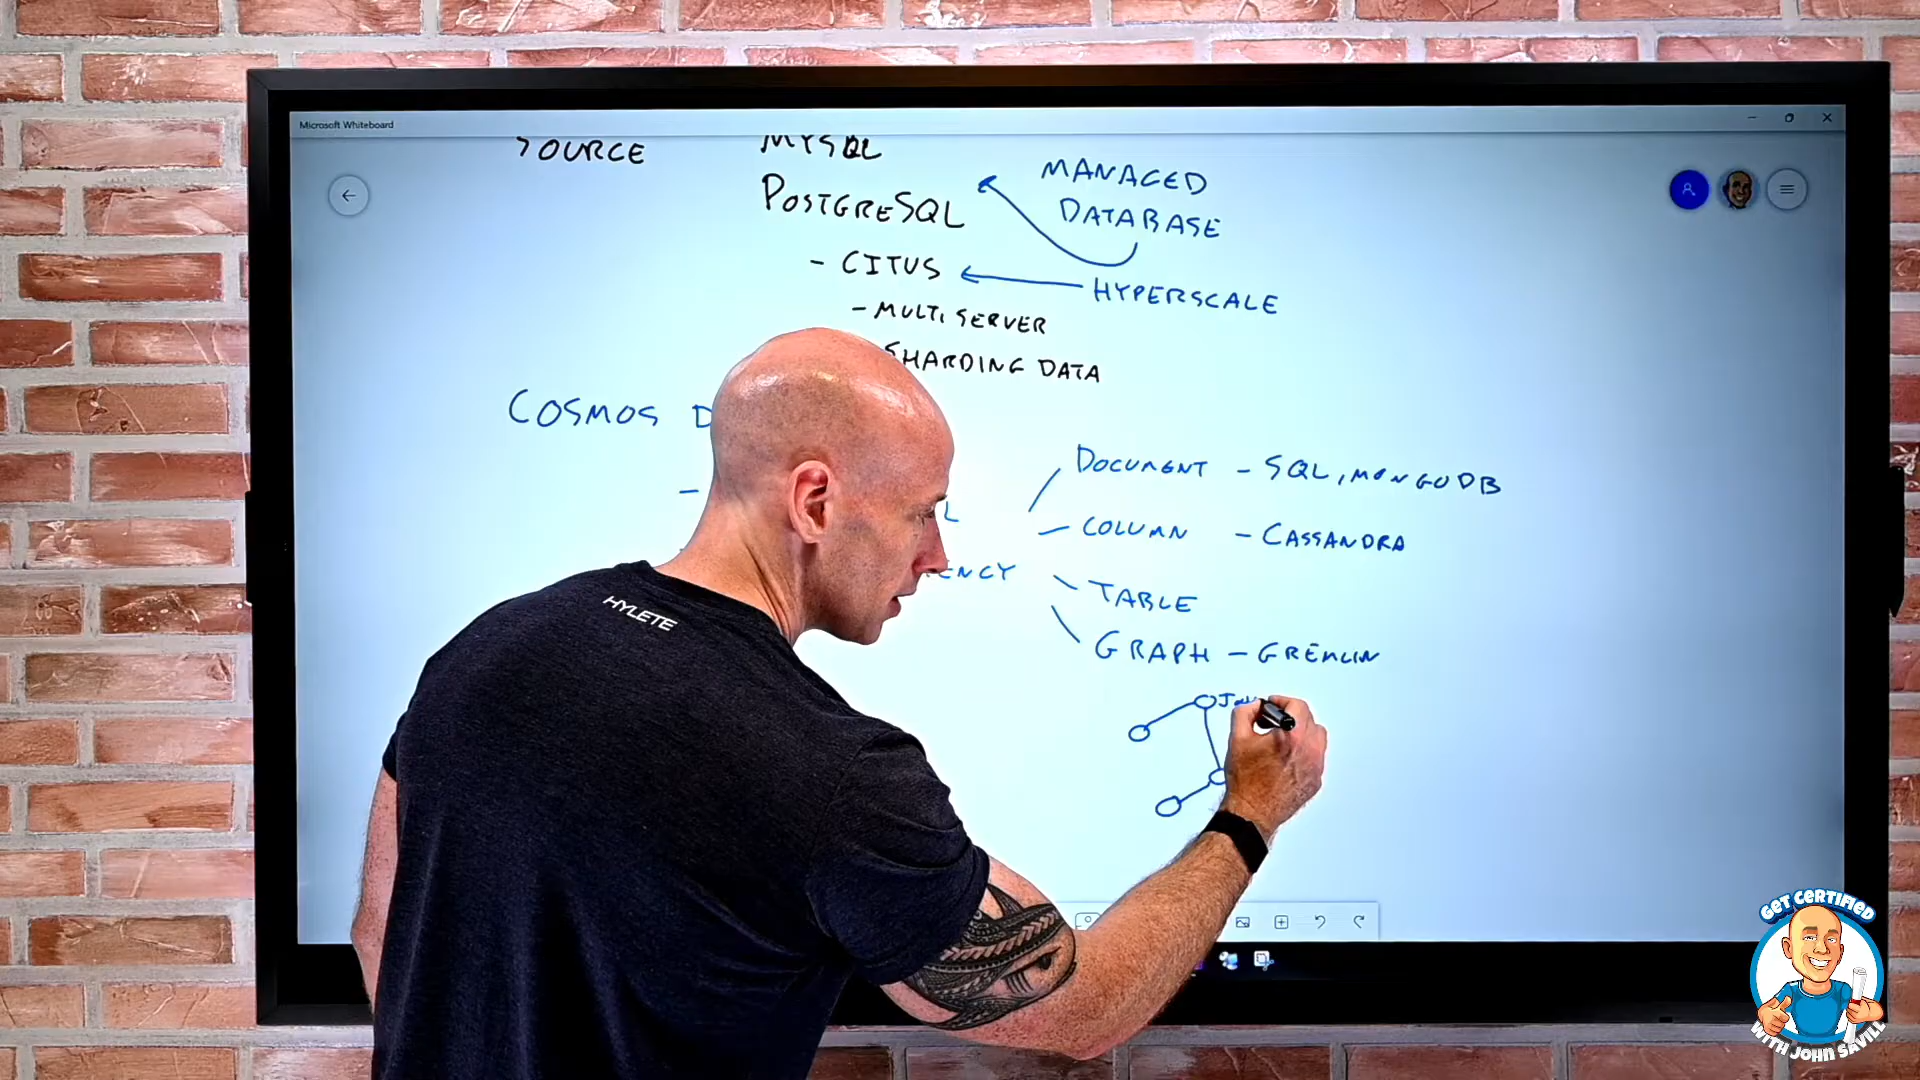 Microsoft Whiteboard
SOURCE
MYSQL
POSTGRESQL
MANAGED
DATABASE
- CITUS
HYPERSCALE
- MULTI SERVER
SHARDING DATA
COSMOS
DOCUMENT - SQL, MONGODB
COLUMN - CASSANDRA
TABLE
GRAPH - GREMLIN
HYLETE
GET CERTIFIED
WITH JOHN SAVILL